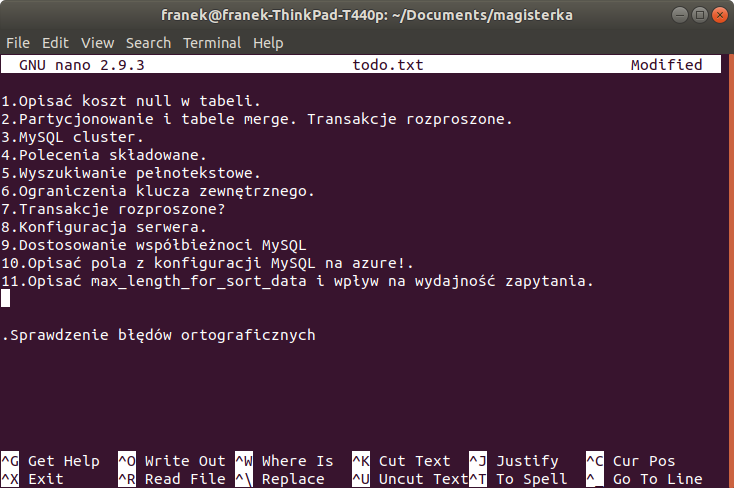 franek@franek-ThinkPad-T440p: ~/Documents/magisterka
File Edit View Search Terminal Help
GNU nano 2.9.3 todo.txt Modified
1.Opisać koszt null w tabeli.
2.Partycjonowanie i tabele merge. Transakcje rozproszone.
3.MySQL cluster.
4.Polecenia składowane.
5.Wyszukiwanie pełnotekstowe.
6.Ograniczenia klucza zewnętrznego.
7.Transakcje rozproszone?
8.Konfiguracja serwera.
9.Dostosowanie współbieżnoci MySQL
10.Opisać pola z konfiguracji MySQL na azure!.
11.Opisać max_length_for_sort_data i wpływ na wydajność zapytania.
.Sprawdzenie błędów ortograficznych
^G Get Help ^O Write Out ^W Where Is ^K Cut Text ^J Justify ^C Cur Pos
^X Exit ^R Read File ^\ Replace ^U Uncut Text ^T To Spell ^_ Go To Line